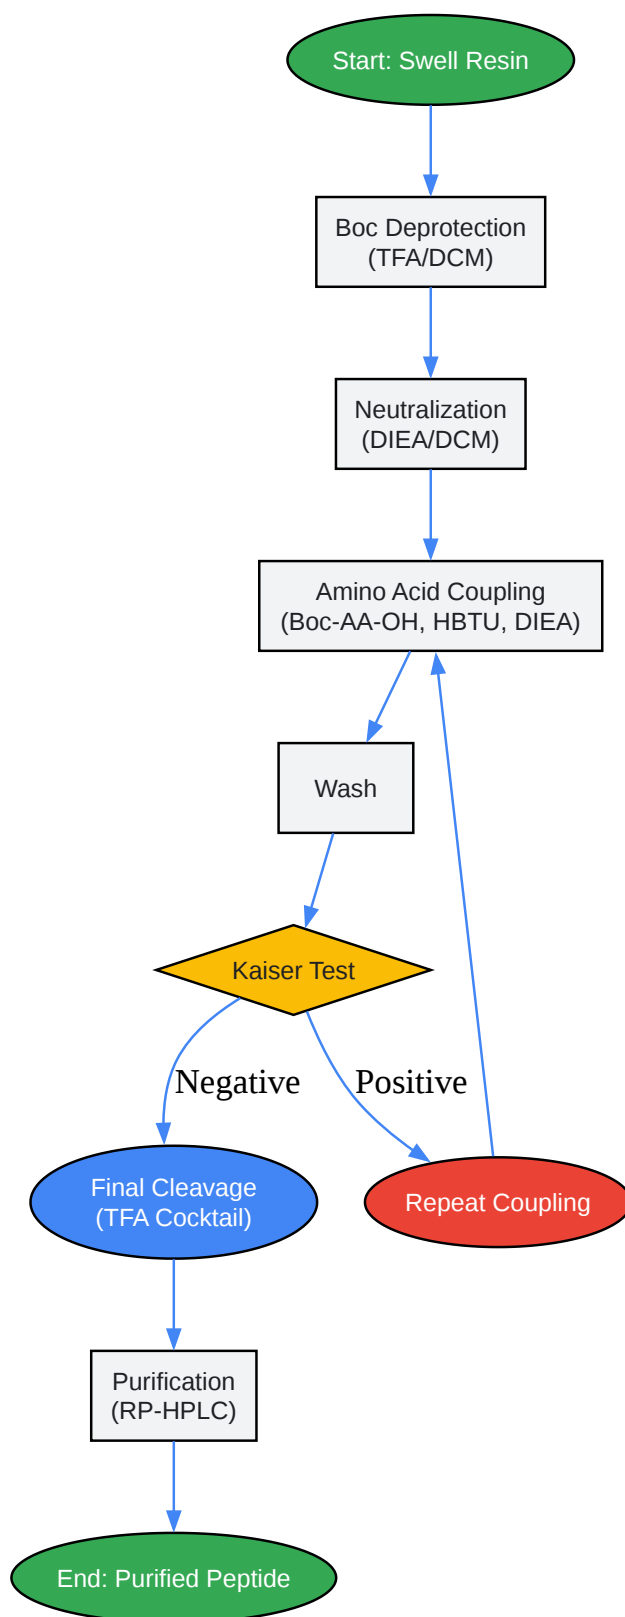 Start: Swell Resin
Boc Deprotection
(TFA/DCM)
Neutralization
(DIEA/DCM)
Amino Acid Coupling
(Boc-AA-OH, HBTU, DIEA)
Wash
Kaiser Test
Negative
Positive
Final Cleavage
(TFA Cocktail)
Repeat Coupling
Purification
(RP-HPLC)
End: Purified Peptide